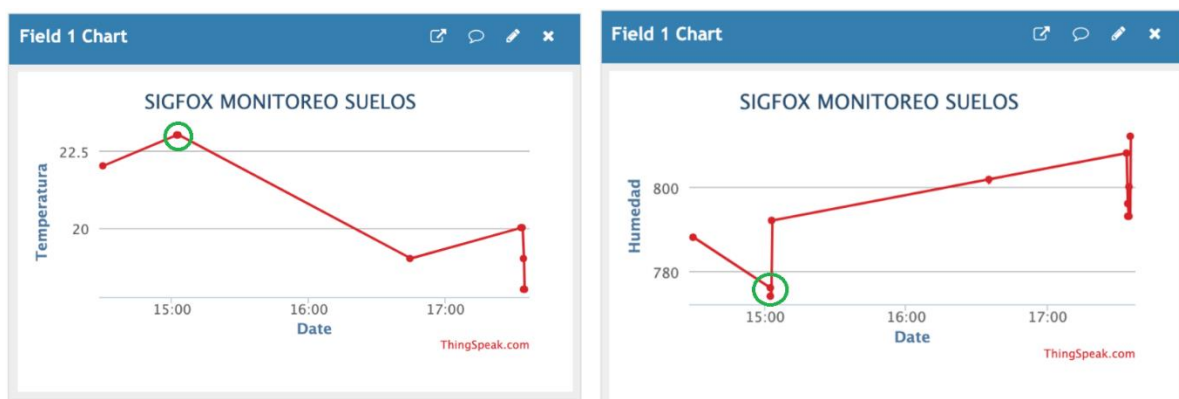 Field 1 Chart
SIGFOX MONITOREO SUELOS
22.5
20
Temperatura
15:00 16:00 17:00
Date
ThingSpeak.com
Field 1 Chart
SIGFOX MONITOREO SUELOS
800
780
Humedad
15:00 16:00 17:00
Date
ThingSpeak.com